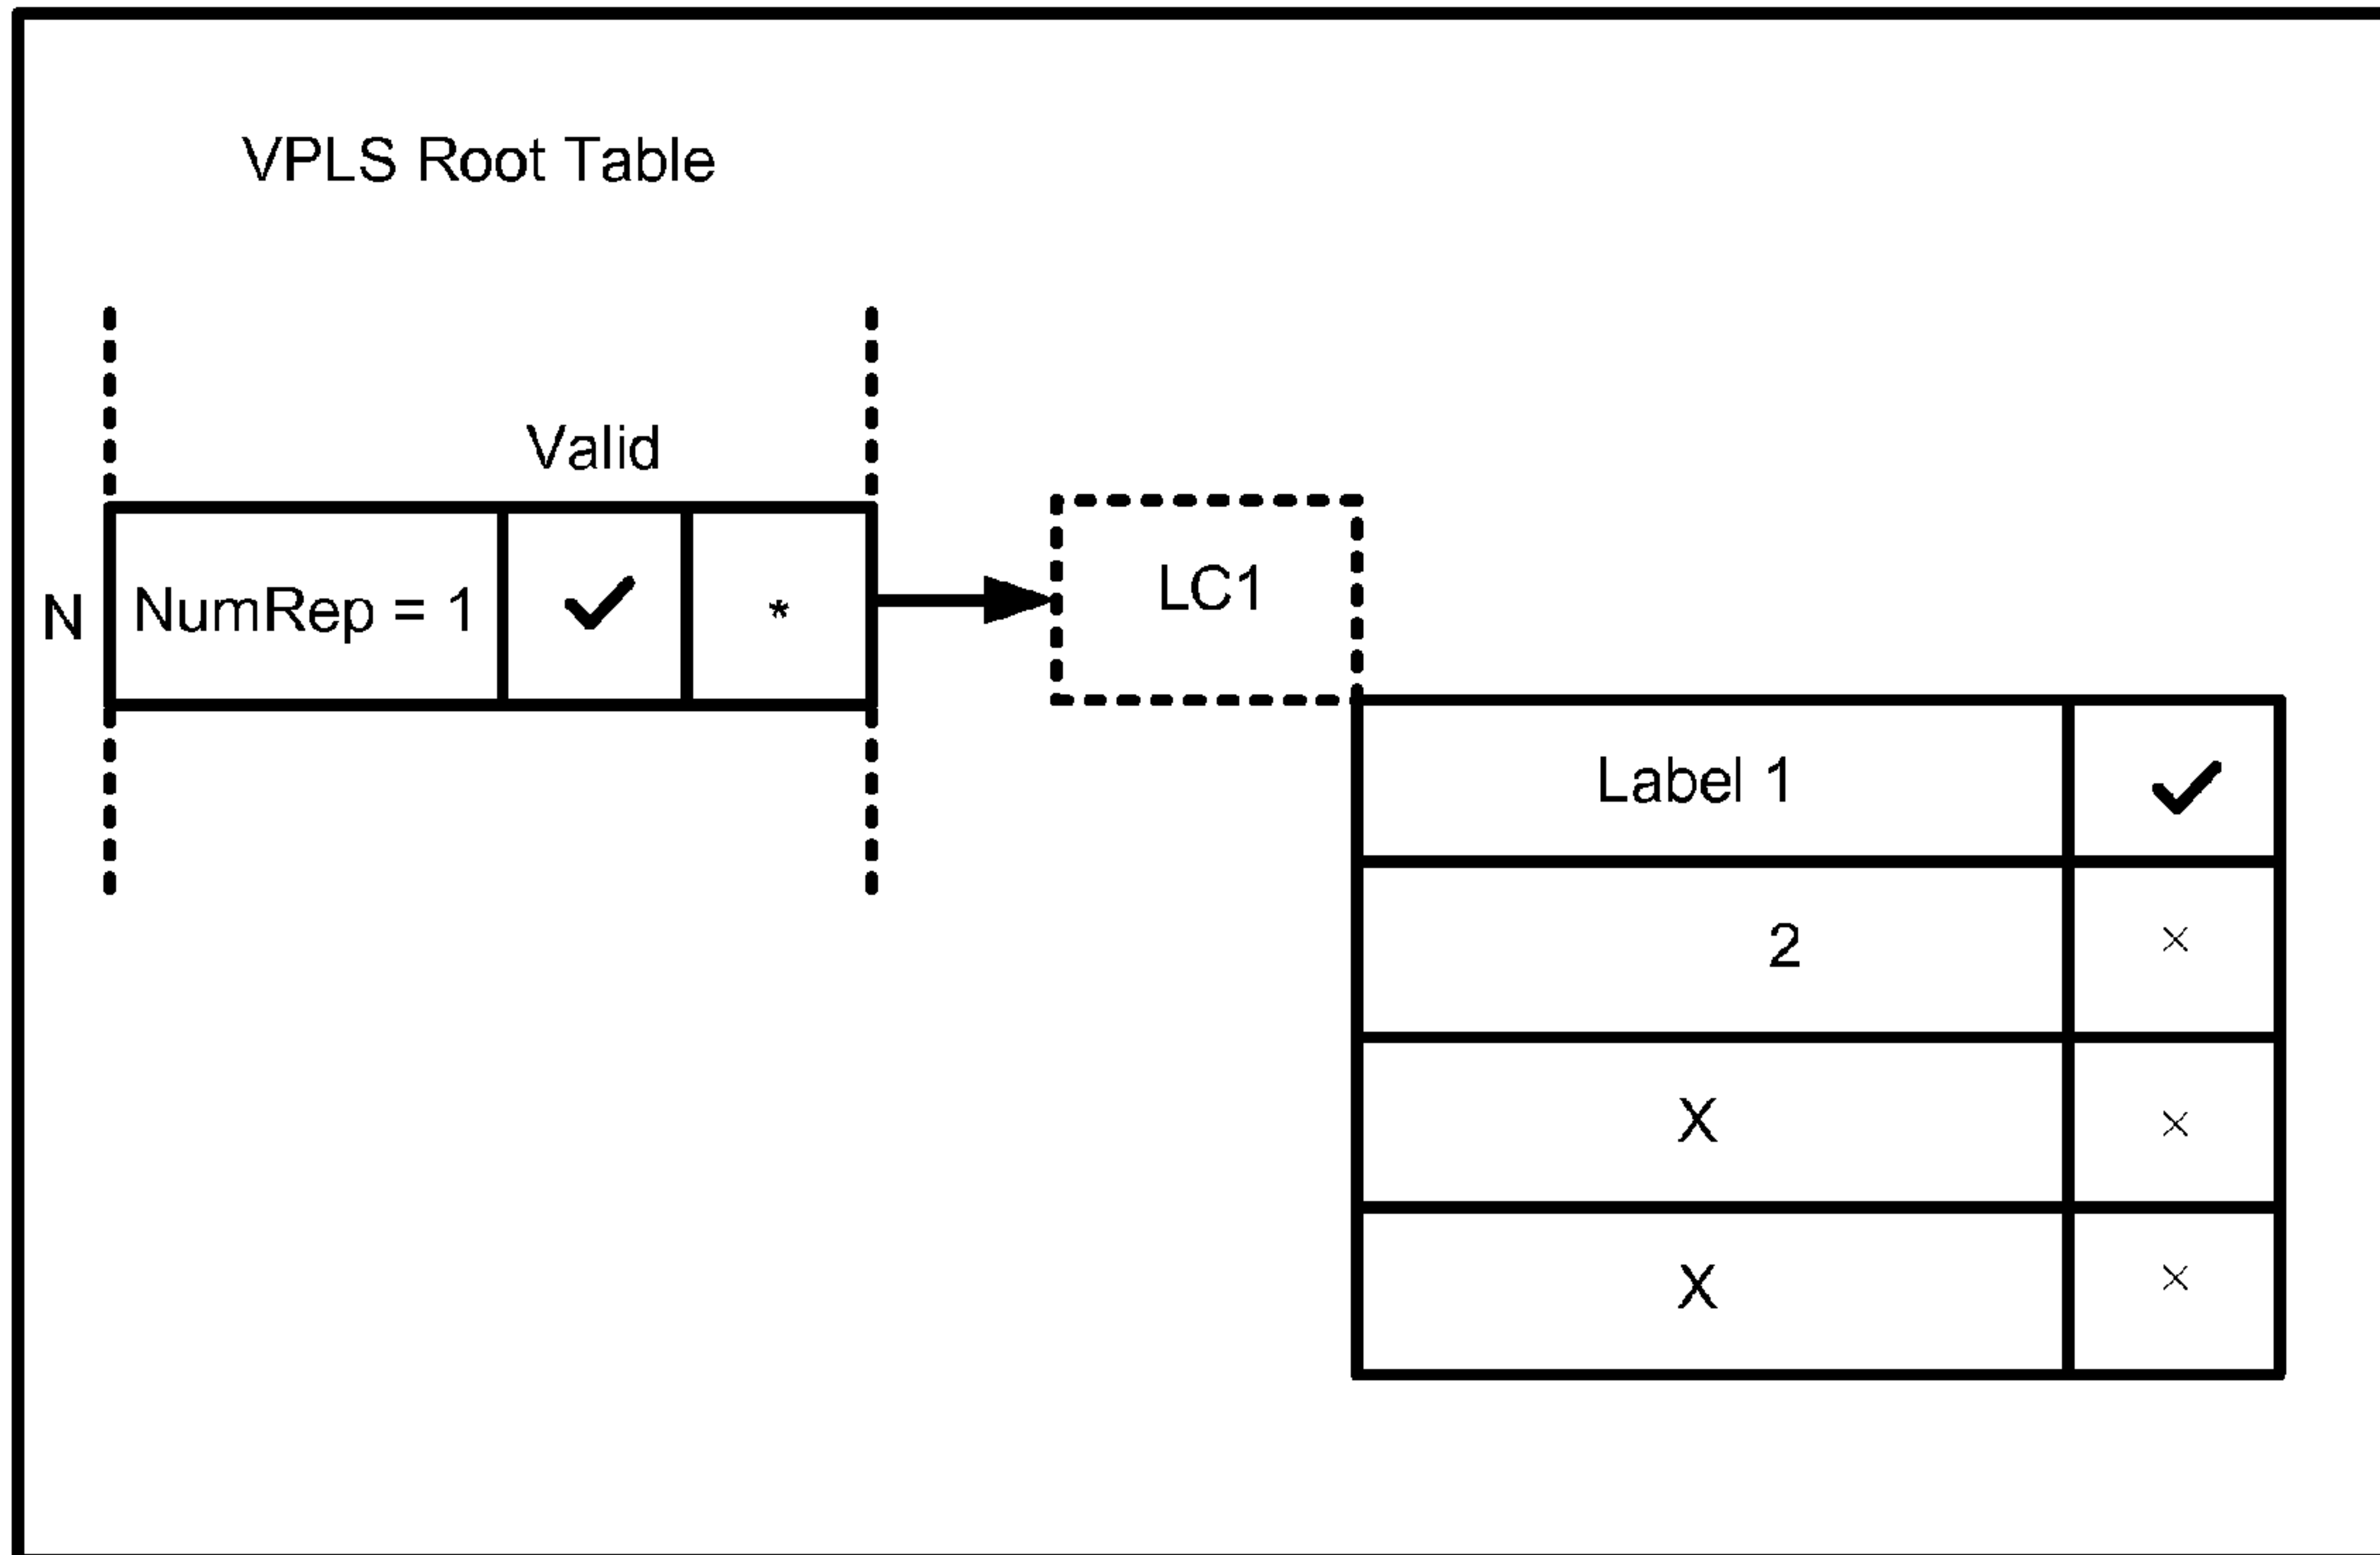 VPLS Root Table
Valid
N NumRep = 1 ✓ *
LC1
Label 1 ✓
2 ×
X ×
X ×